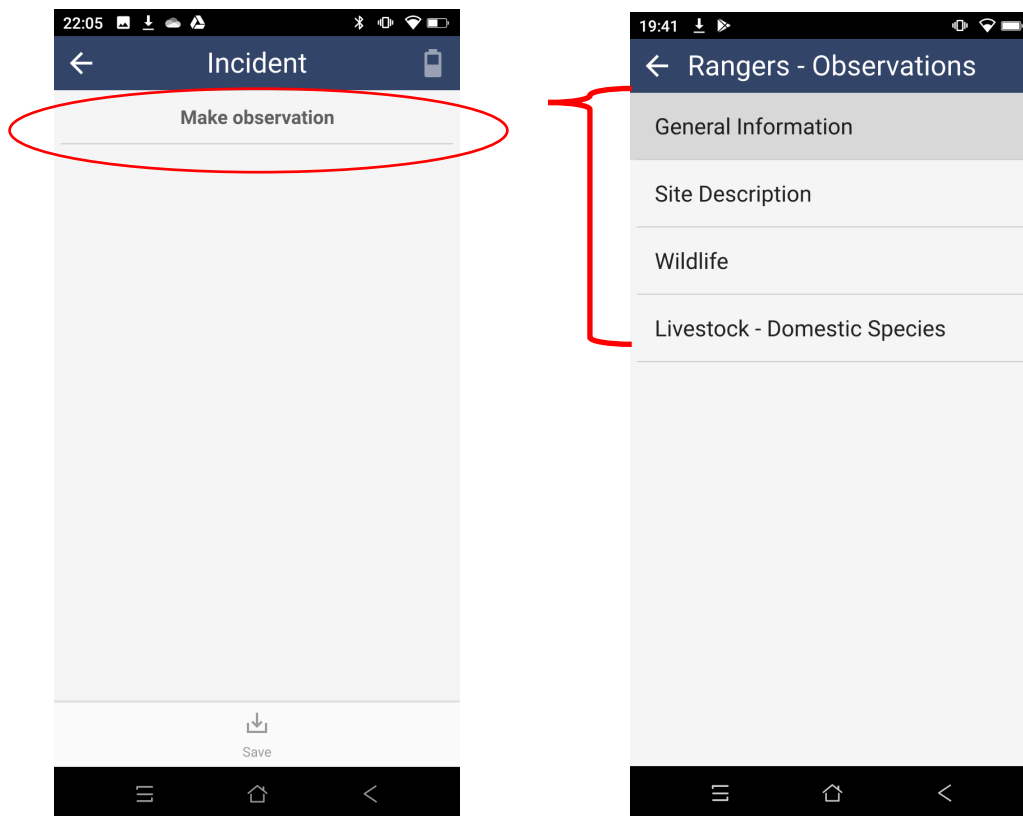 22:05
Incident
Make observation
Save
19:41
Rangers - Observations
General Information
Site Description
Wildlife
Livestock - Domestic Species